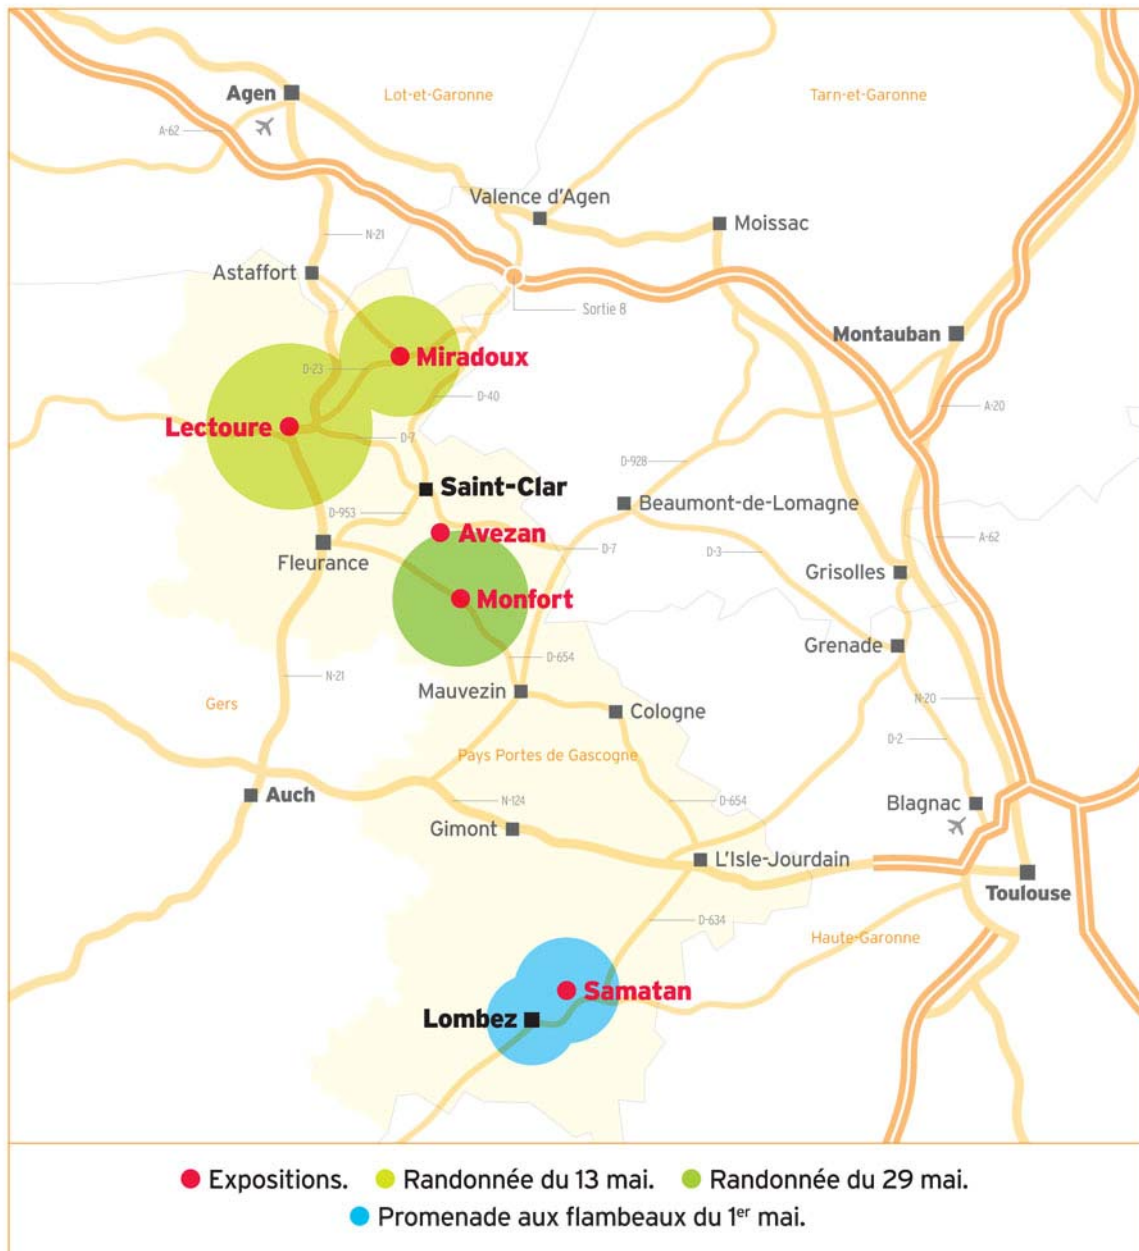 Agen
Lot-et-Garonne
Tarn-et-Garonne
A-62
Valence d'Agen
Moissac
N-21
Astaffort
Sortie 8
Montauban
Miradoux
D-23
D-40
A-20
Lectoure
D-7
D-928
Saint-Clar
Beaumont-de-Lomagne
D-953
Avezan
A-62
D-7
D-3
Fleurance
Grisolles
Monfort
Grenade
D-654
N-21
Mauvezin
N-20
Gers
Cologne
D-2
Pays Portes de Gascogne
Auch
N-124
D-654
Blagnac
Gimont
L'Isle-Jourdain
Toulouse
D-634
Haute-Garonne
Samatan
Lombez
Expositions. Randonnée du 13 mai. Randonnée du 29 mai.
Promenade aux flambeaux du 1er mai.